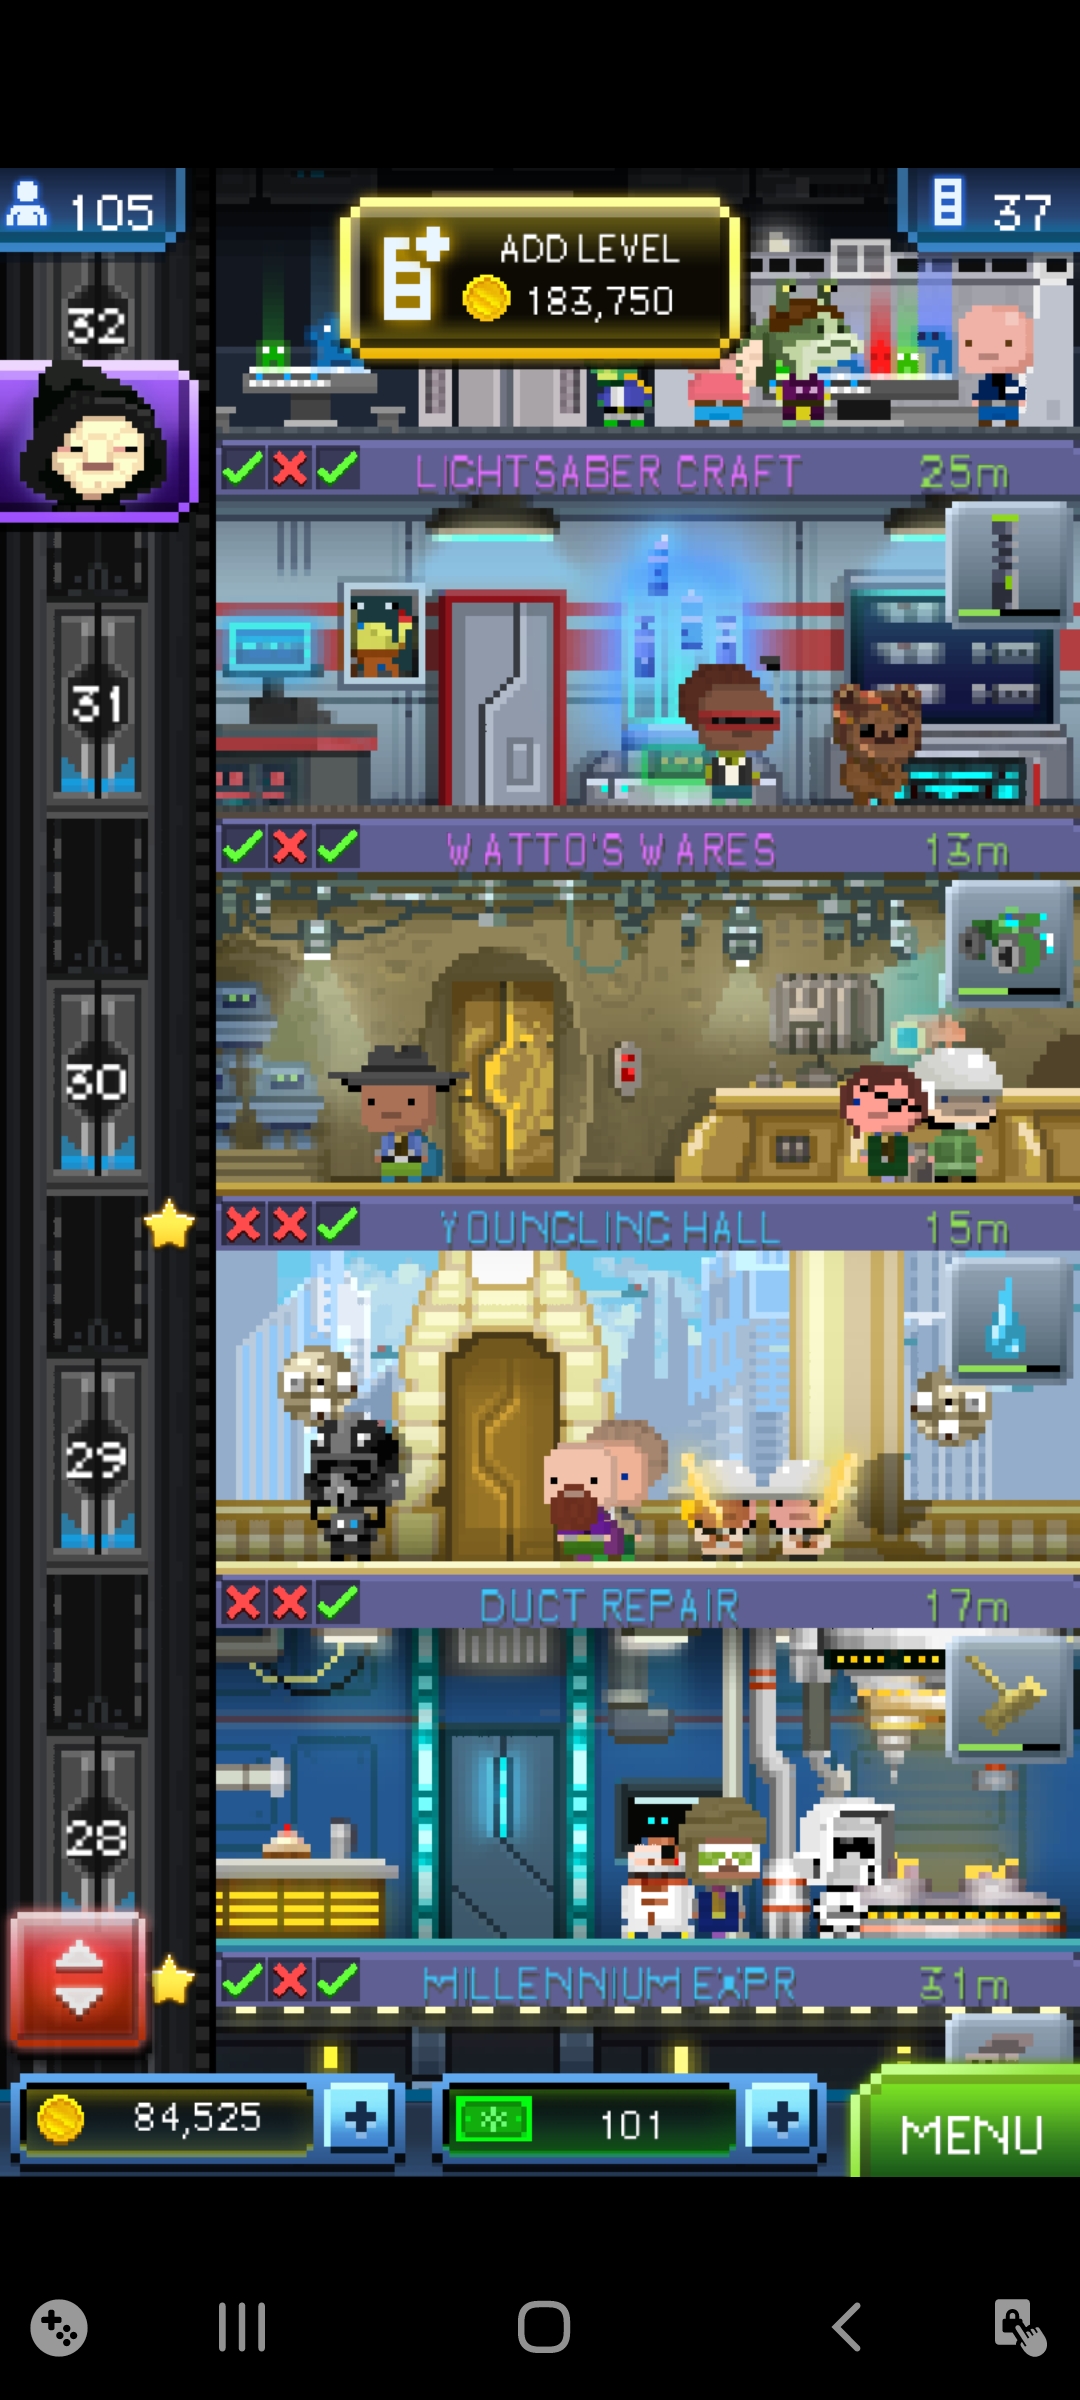 105
37
ADD LEVEL
183,750
32
LIGHTSABER CRAFT 25m
31
WATTO'S WARES 13m
30
YOUNGLING HALL 15m
29
DUCT REPAIR 17m
28
MILLENNIUM EXPR 31m
84,525
101
MENU